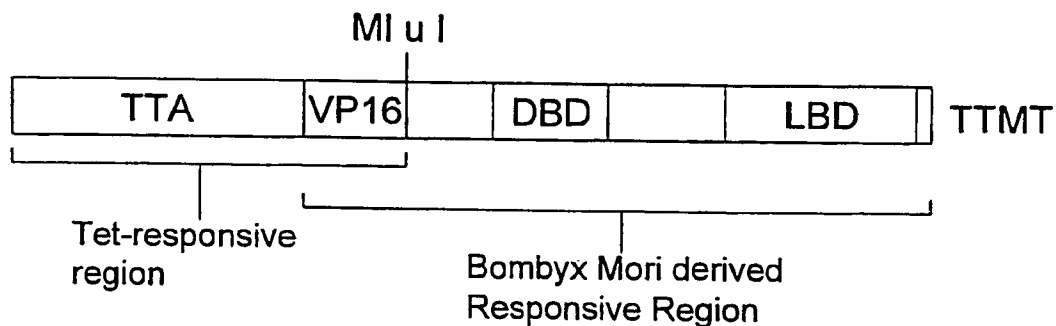 Ml u I
TTA VP16 DBD LBD TTMT
Tet-responsive
region
Bombyx Mori derived
Responsive Region